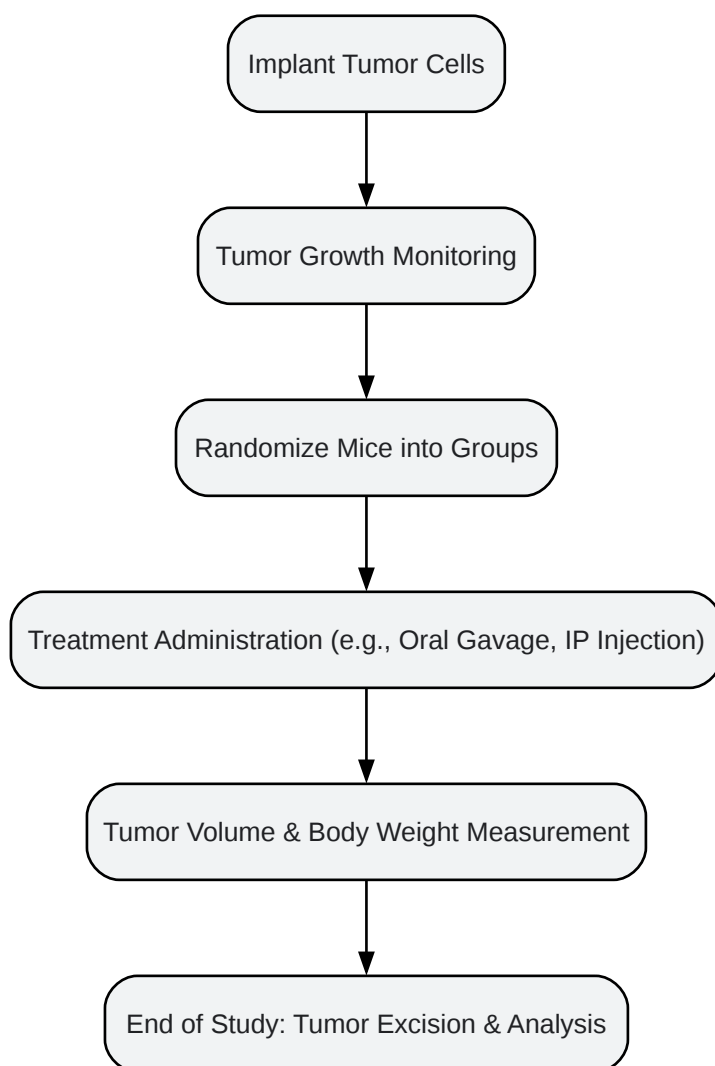 Implant Tumor Cells
Tumor Growth Monitoring
Randomize Mice into Groups
Treatment Administration (e.g., Oral Gavage, IP Injection)
Tumor Volume & Body Weight Measurement
End of Study: Tumor Excision & Analysis